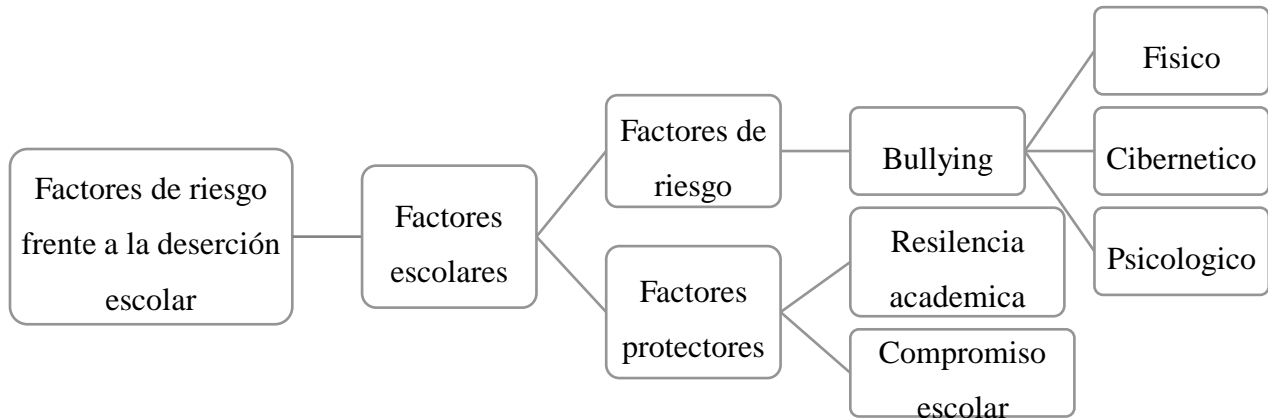 Factores de riesgo
frente a la deserción
escolar
Factores
escolares
Factores de
riesgo
Bullying
Fisico
Cibernetico
Psicologico
Factores
protectores
Resilencia
academica
Compromiso
escolar